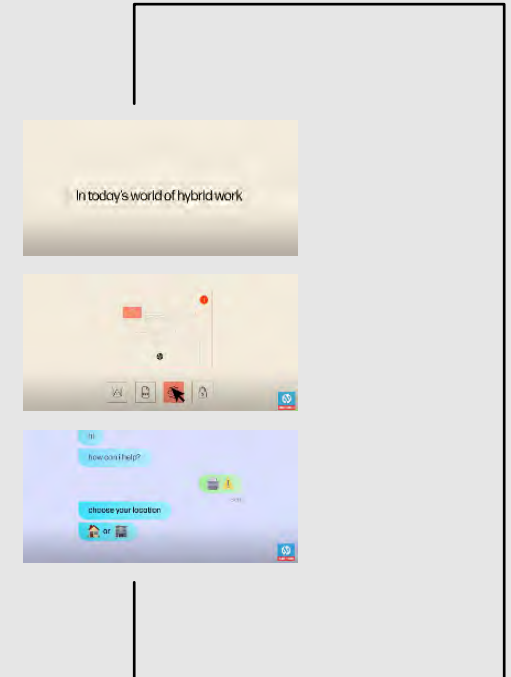 In today's world of hybrid work
hi
how can i help?
choose your location
or